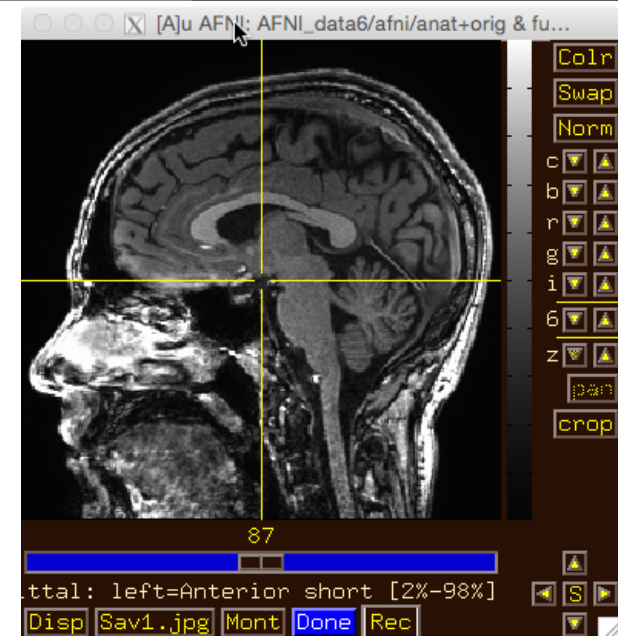 X [A]u AFNI: AFNI_data6/afni/anat+orig & fu...
Colr
Swap
Norm
c
b
r
g
i
6
z
pan
crop
87
ittal: left=Anterior short [2%-98%]
S
Disp Sav1.jpg Mont Done Rec